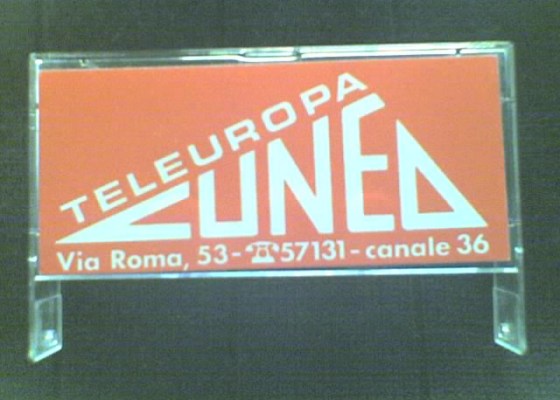 TELEUROPA
CUNEO
Via Roma, 53-☎57131-canale 36